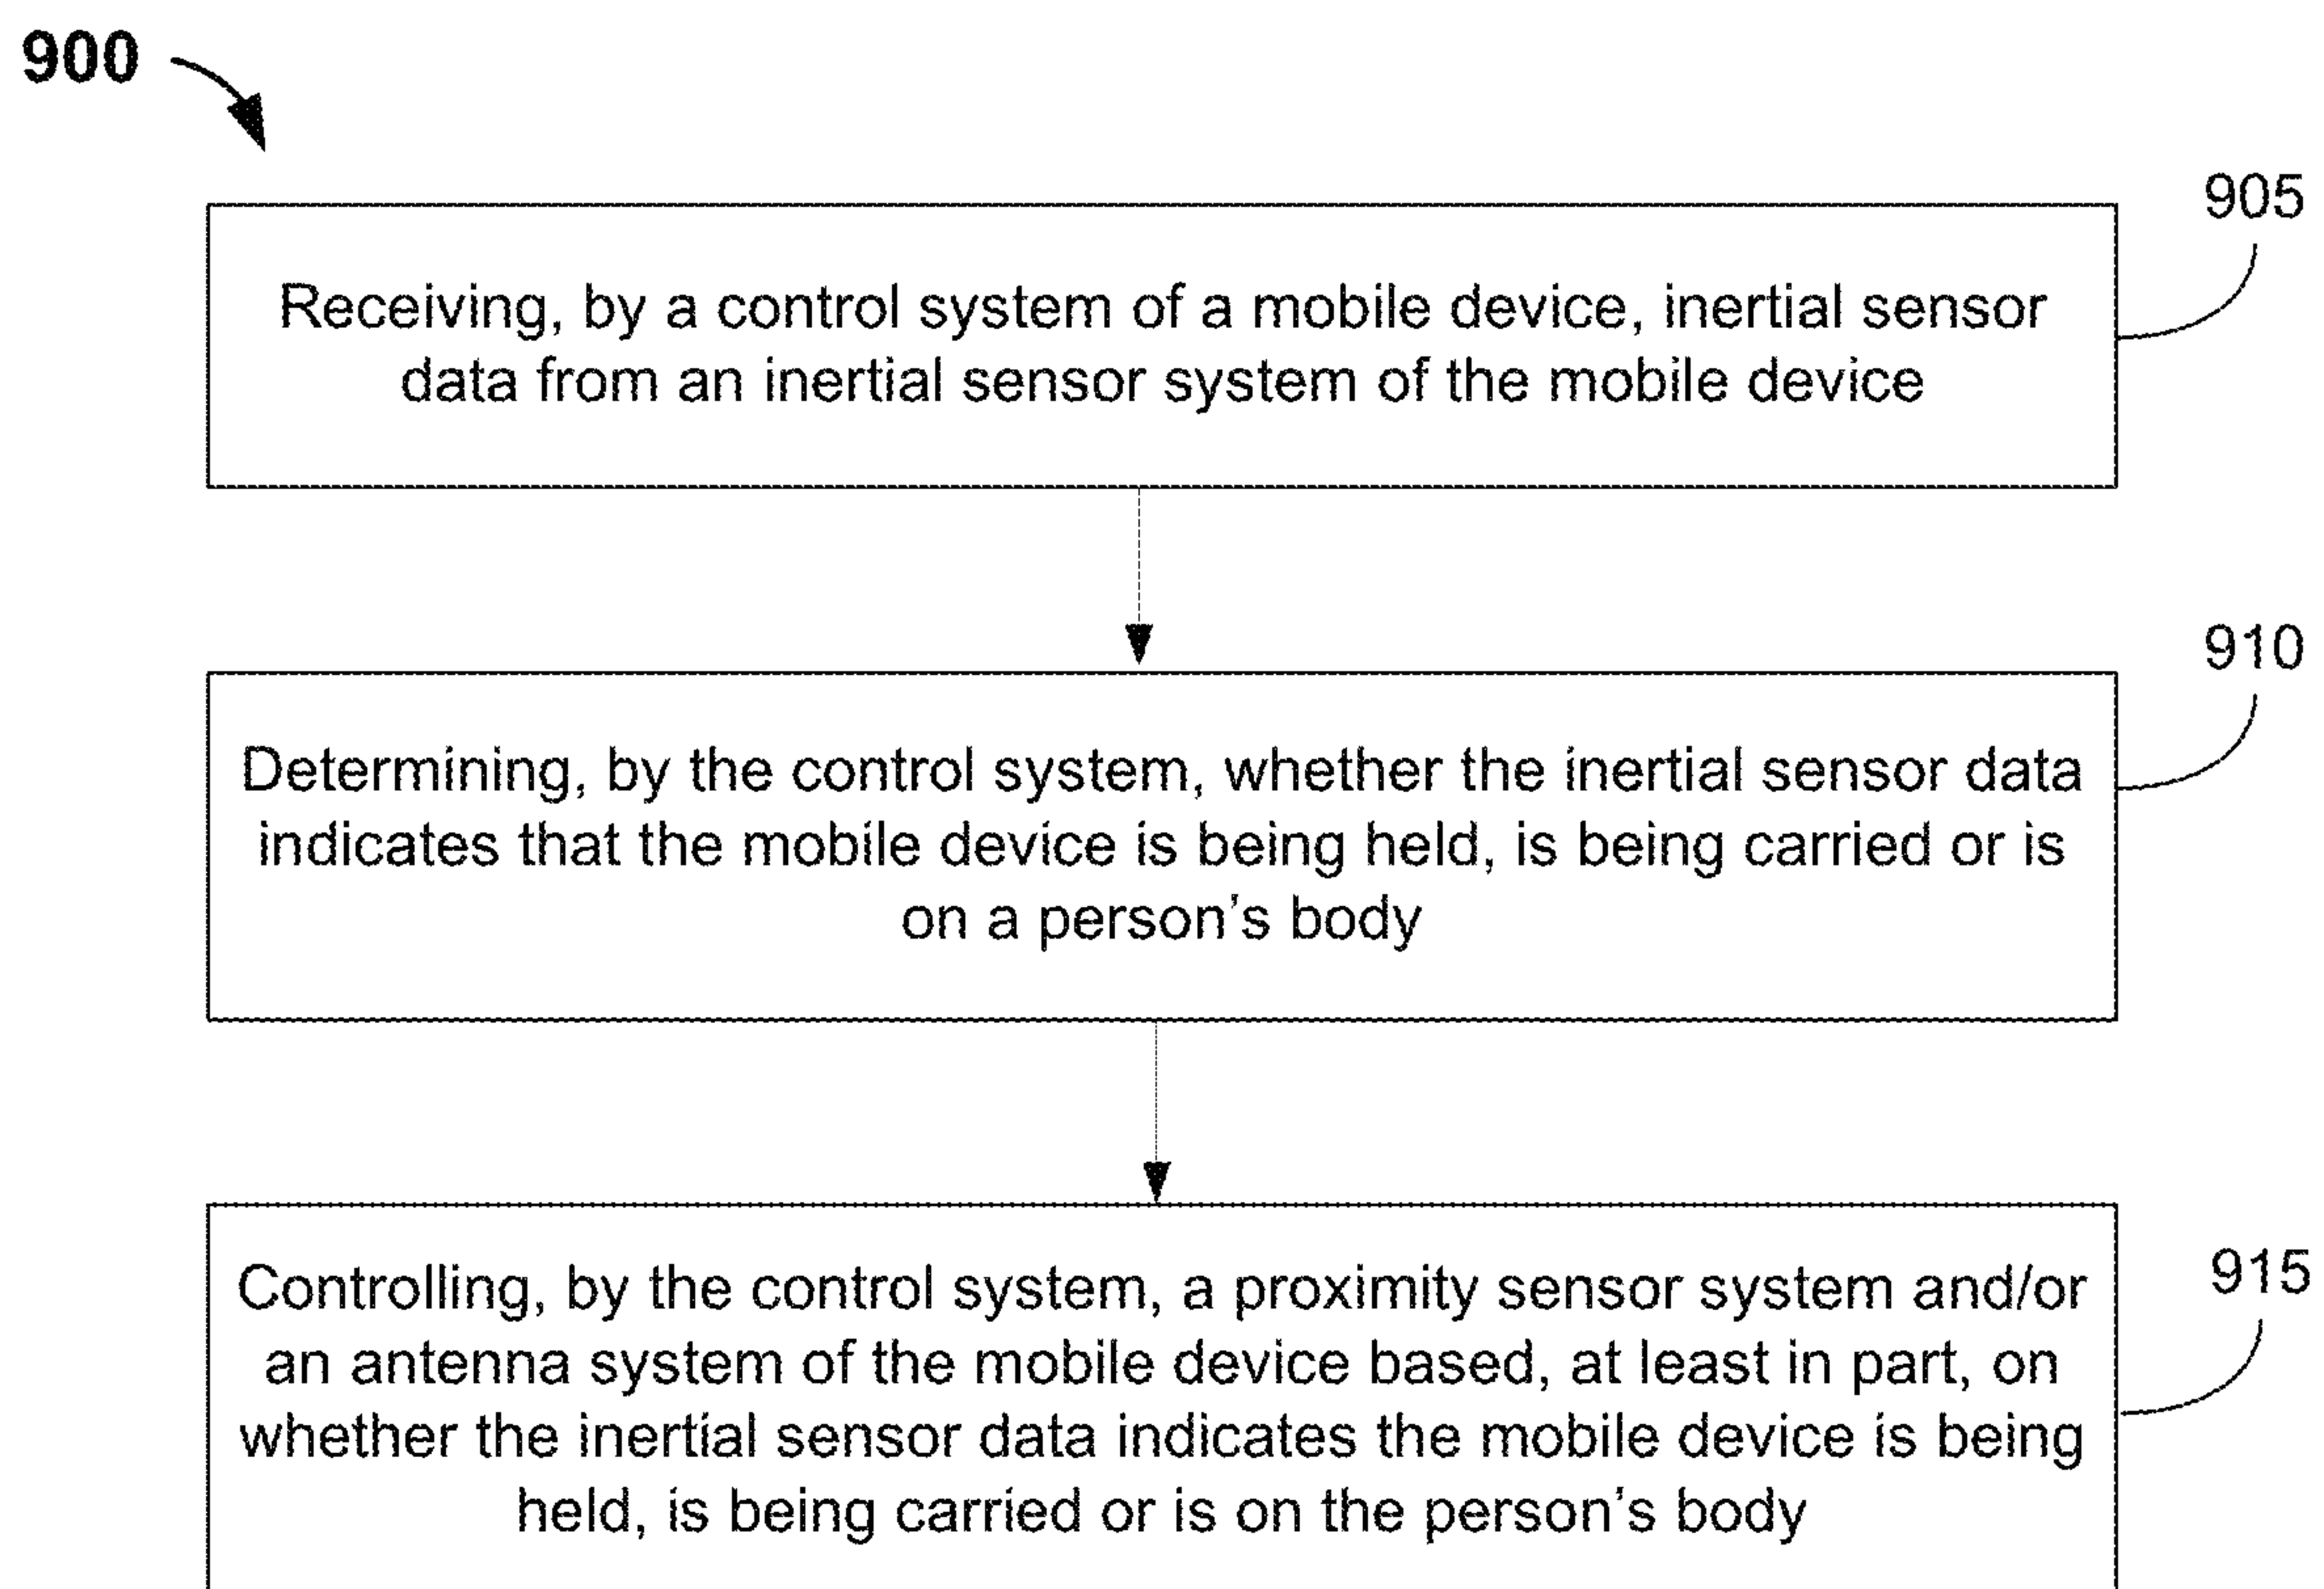 900
905
Receiving, by a control system of a mobile device, inertial sensor
data from an inertial sensor system of the mobile device
910
Determining, by the control system, whether the inertial sensor data
indicates that the mobile device is being held, is being carried or is
on a person's body
915
Controlling, by the control system, a proximity sensor system and/or
an antenna system of the mobile device based, at least in part, on
whether the inertial sensor data indicates the mobile device is being
held, is being carried or is on the person's body